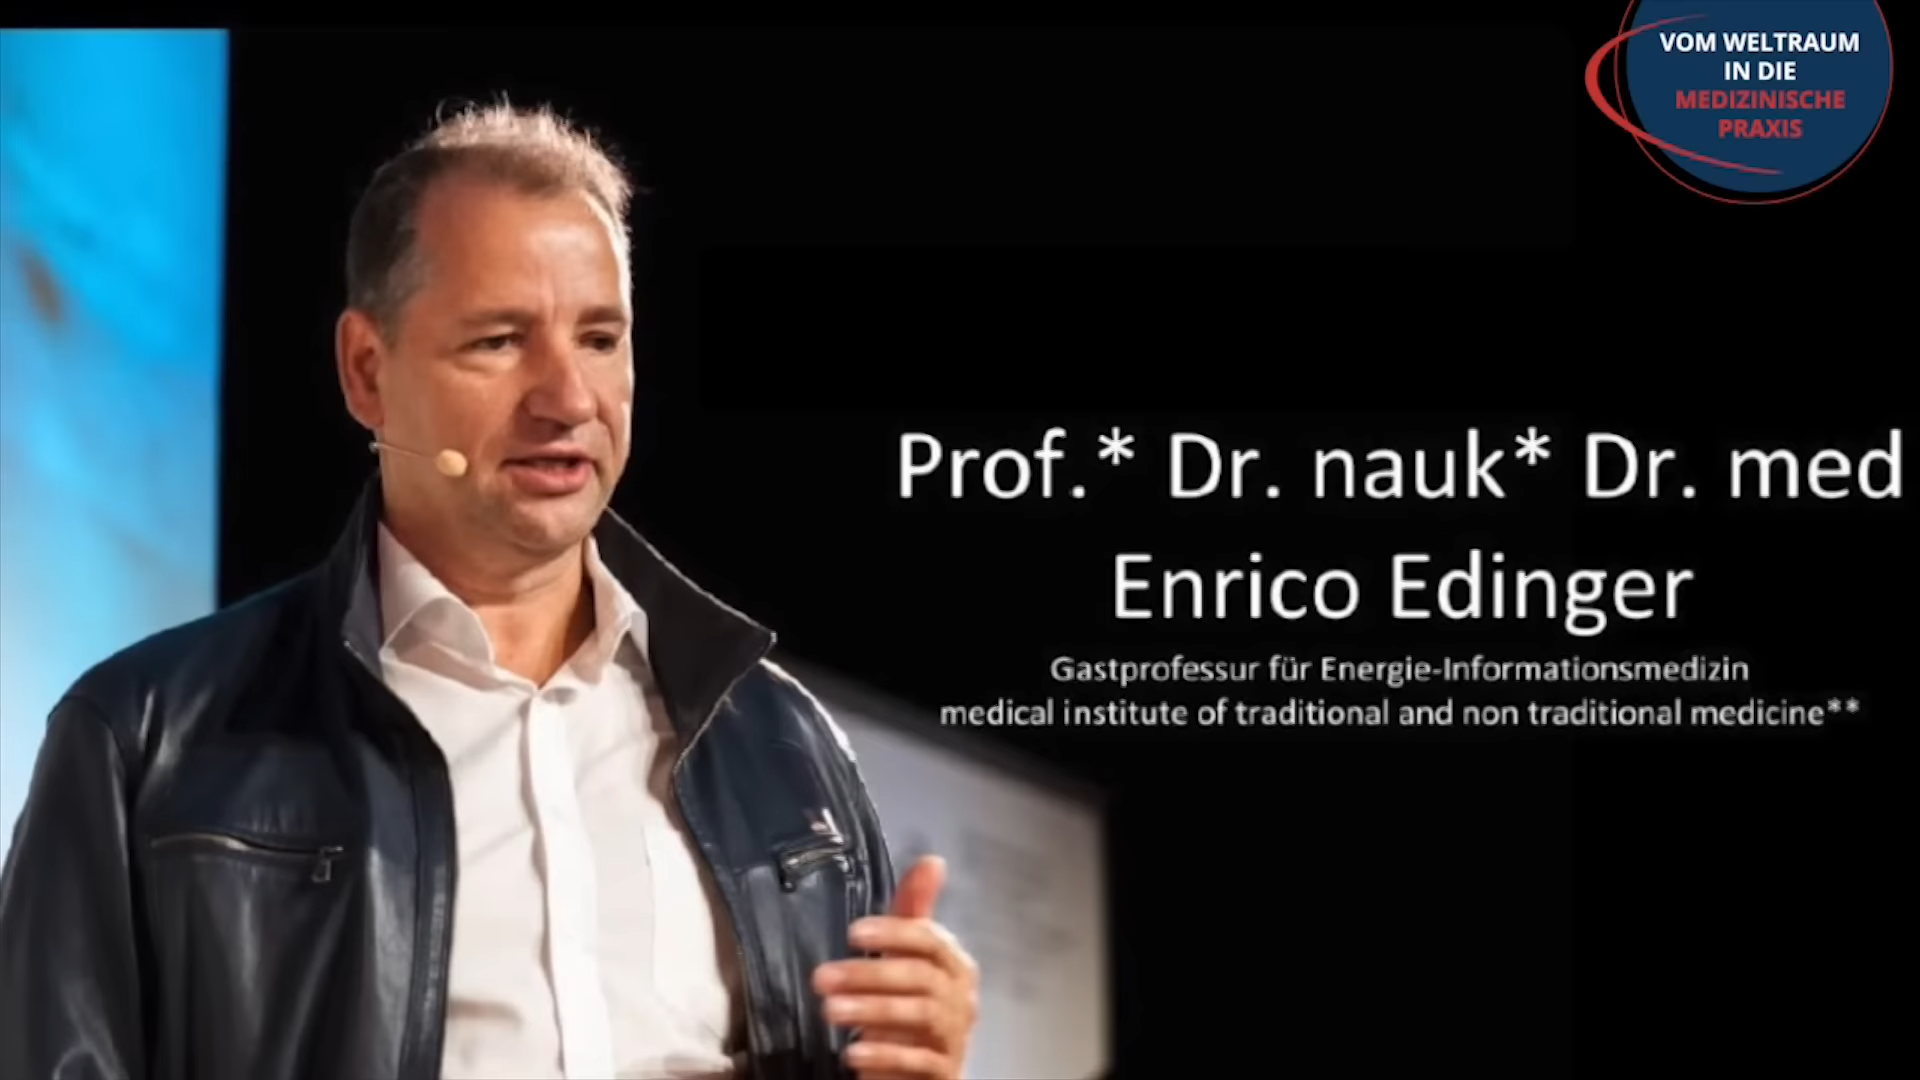 VOM WELTRAUM
IN DIE
MEDIZINISCHE
PRAXIS
Prof.* Dr. nauk* Dr. med
Enrico Edinger
Gastprofessur für Energie-Informationsmedizin
medical institute of traditional and non traditional medicine**